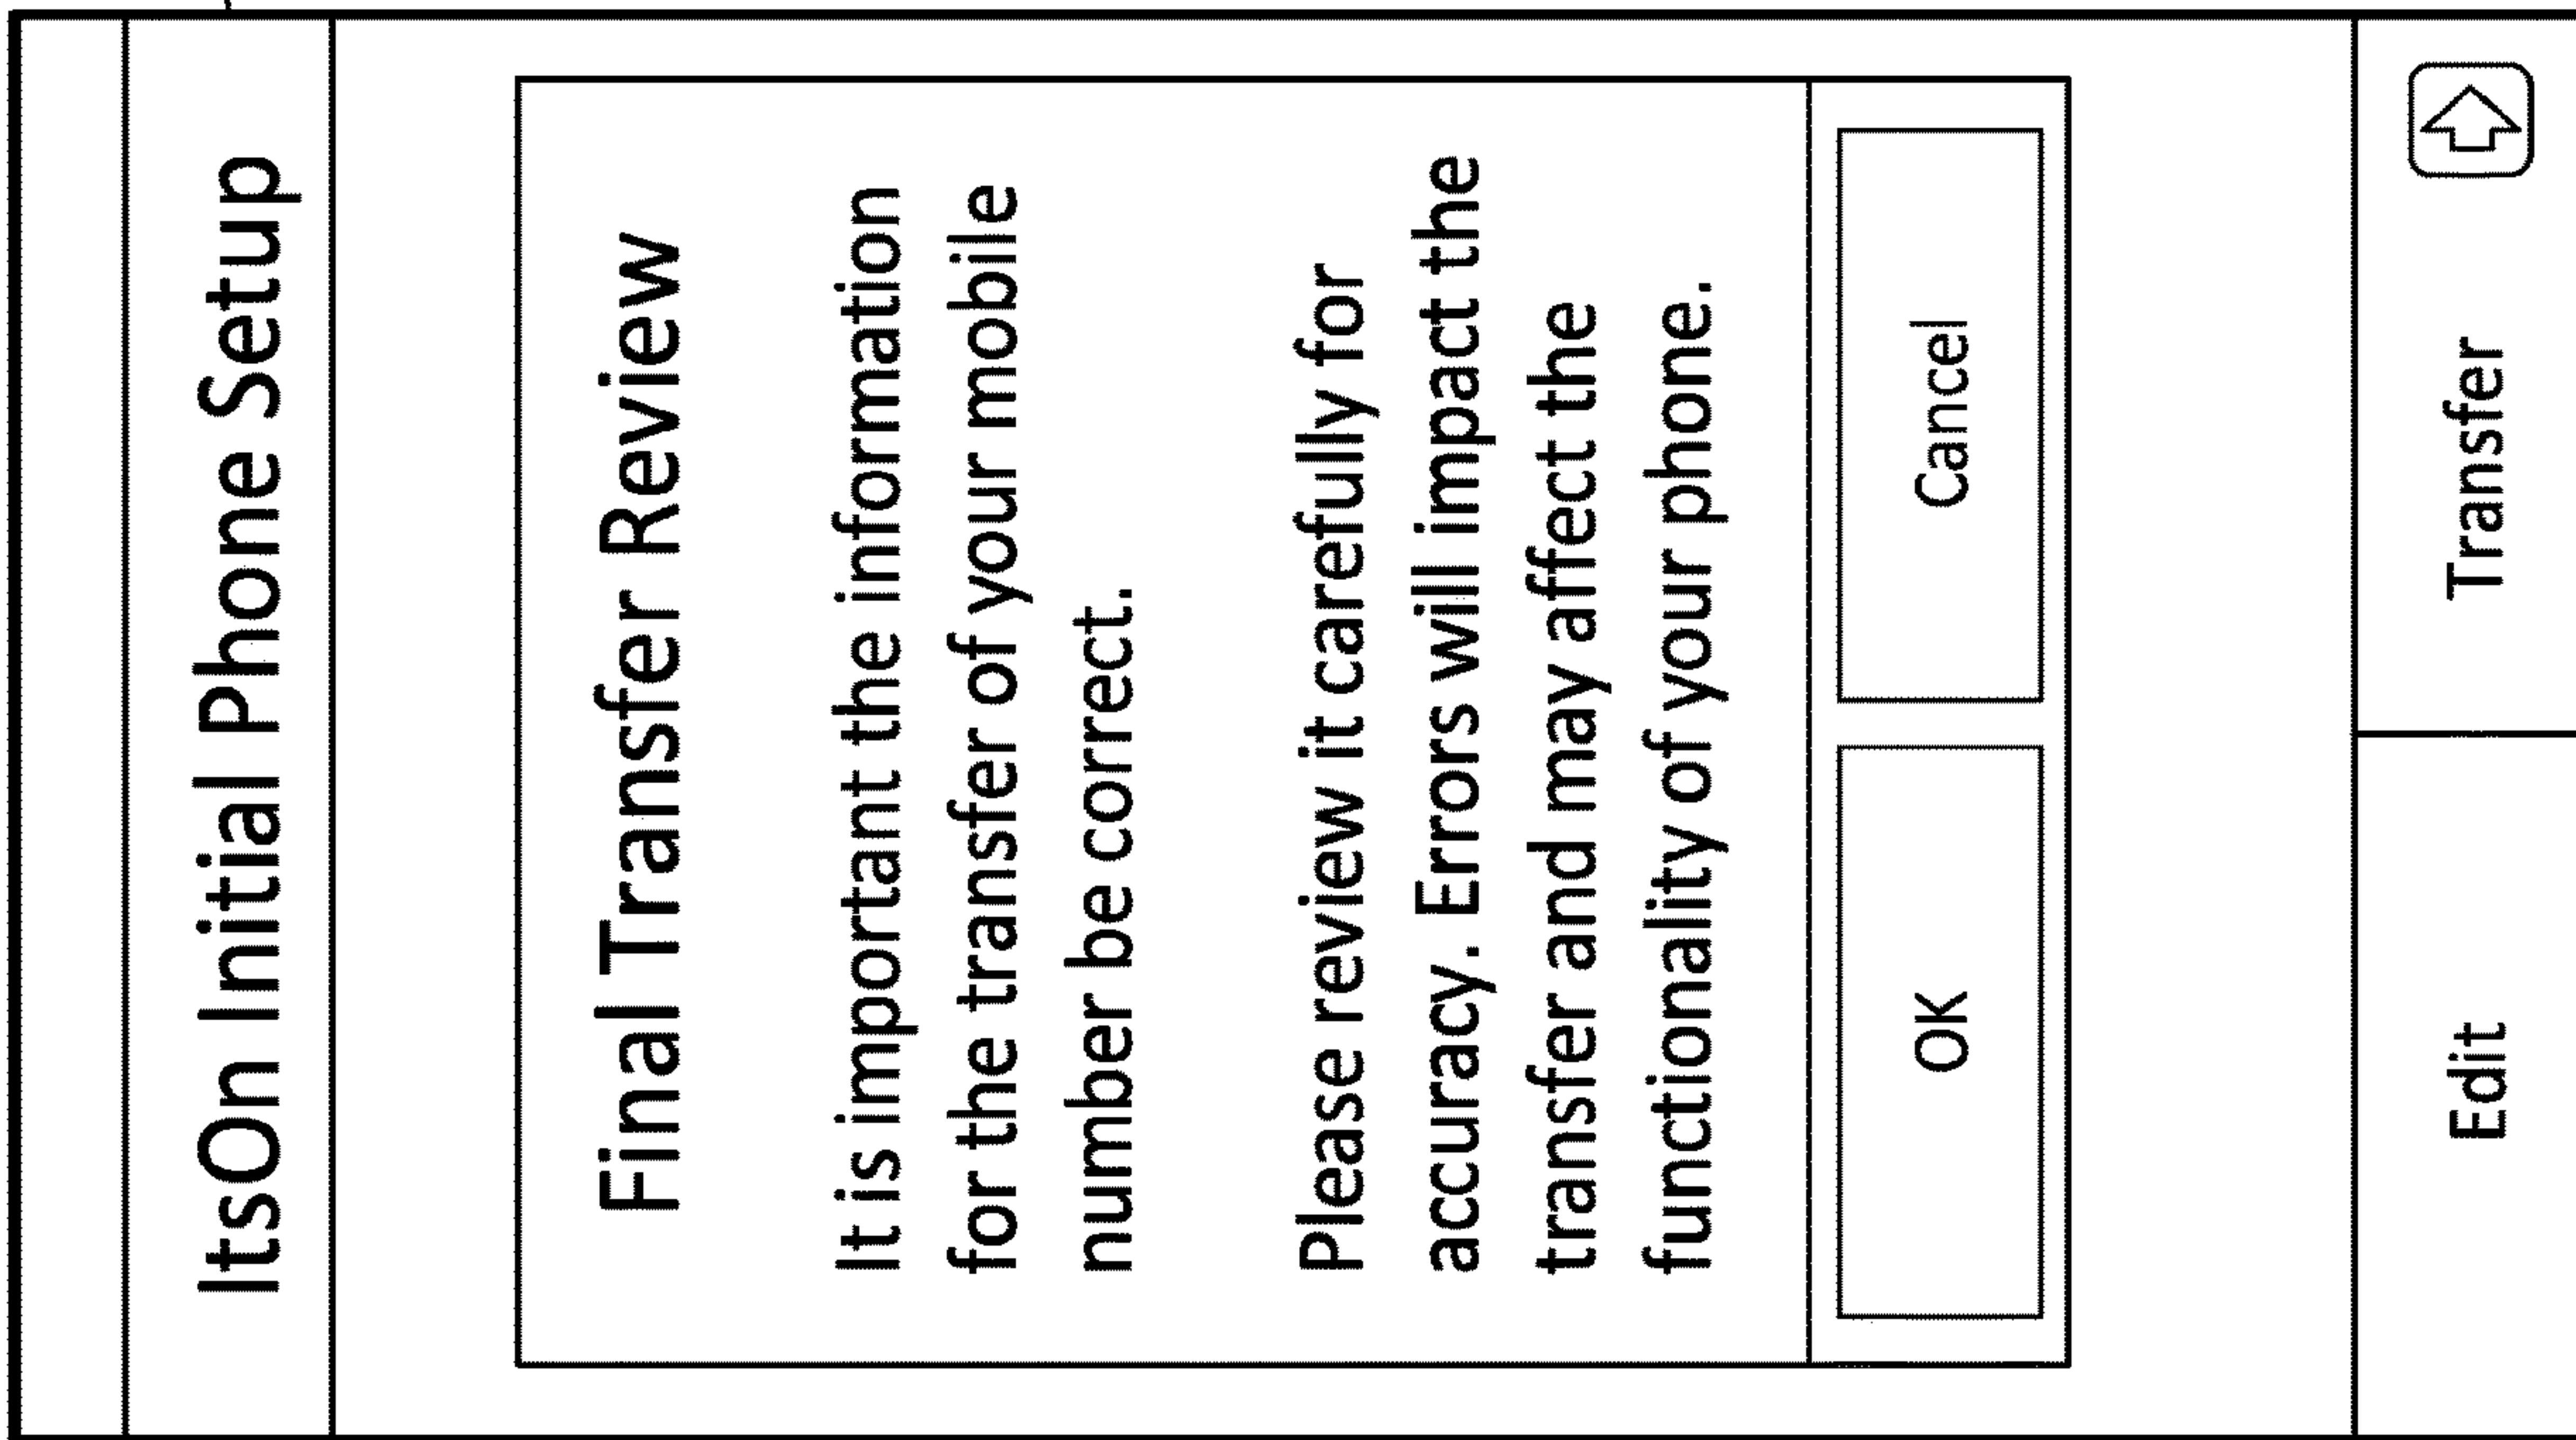 ItsOn Initial Phone Setup
Final Transfer Review
It is important the information
for the transfer of your mobile
number be correct.
Please review it carefully for
accuracy. Errors will impact the
transfer and may affect the
functionality of your phone.
OK
Cancel
Edit
Transfer